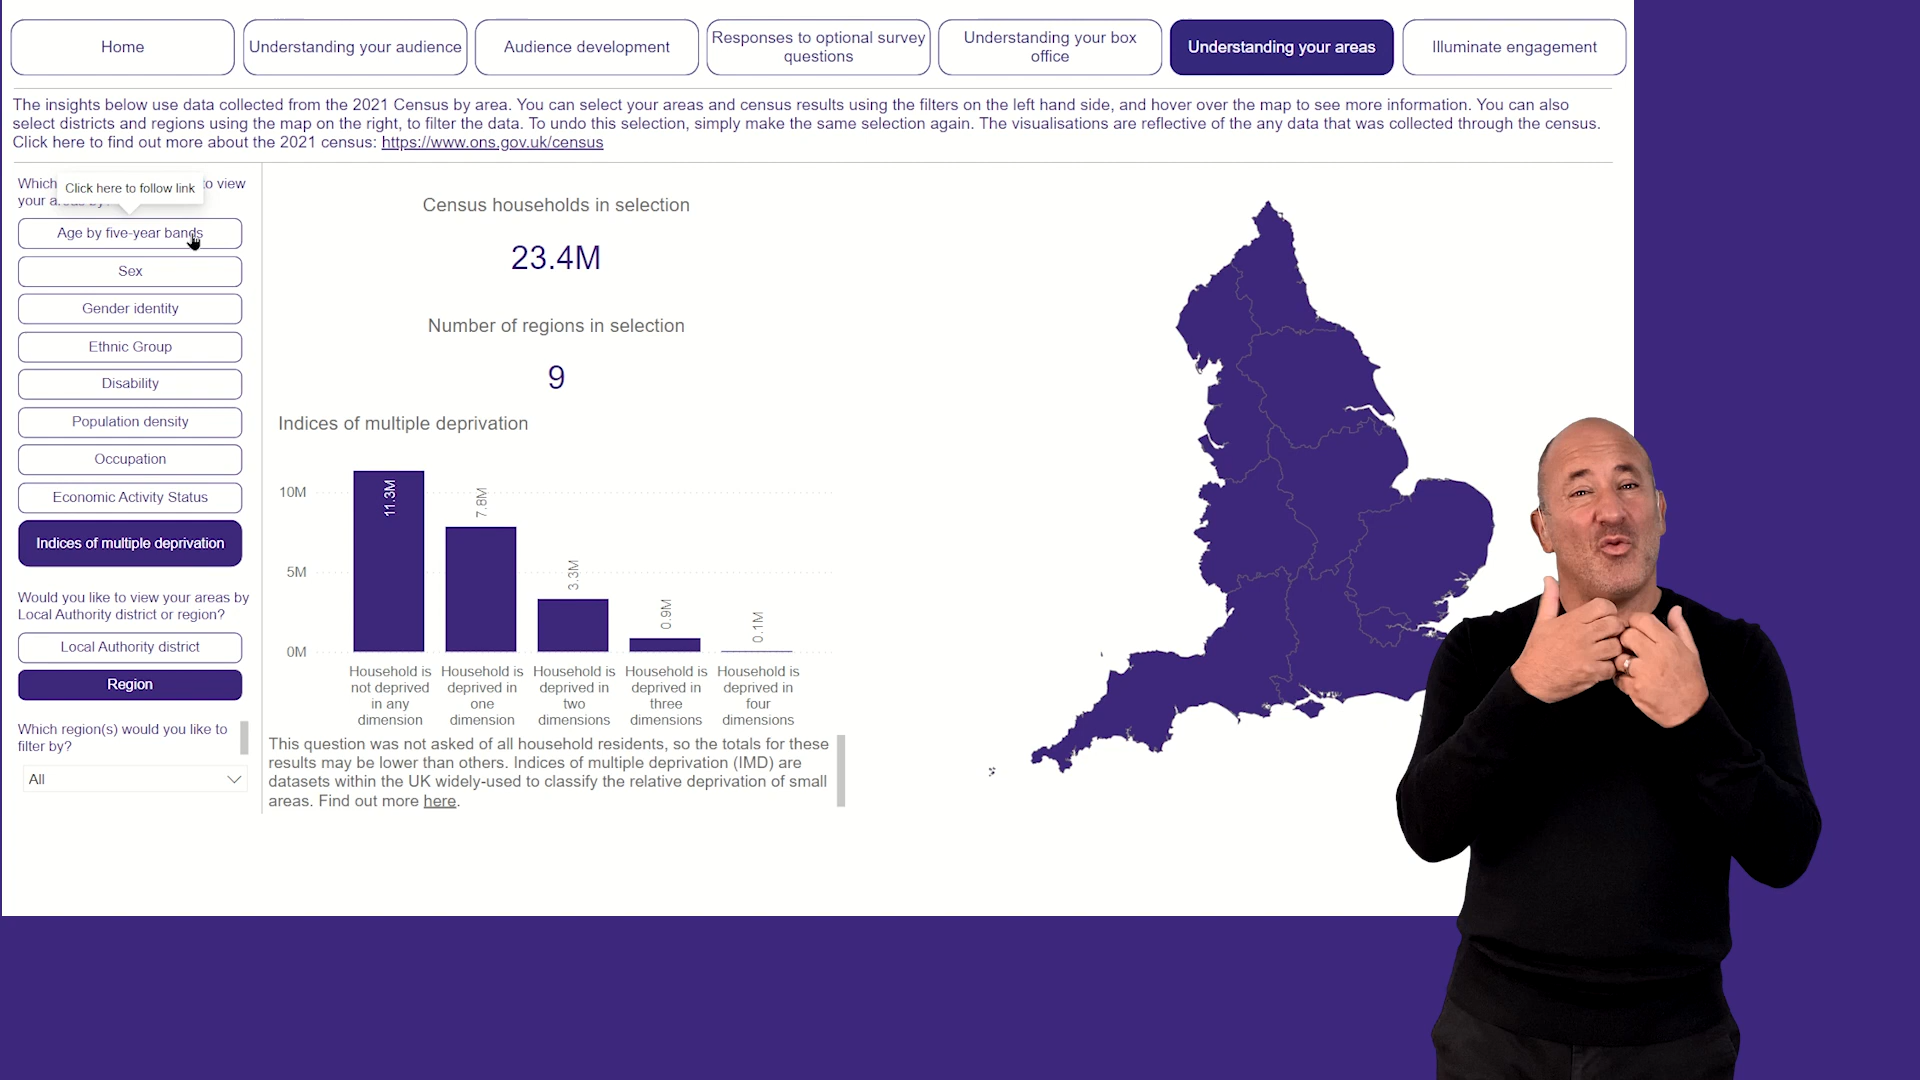 Home
Understanding your audience
Audience development
Responses to optional survey
questions
Understanding your box
office
Understanding your areas
Illuminate engagement
The insights below use data collected from the 2021 Census by area. You can select your areas and census results using the filters on the left hand side, and hover over the map to see more information. You can also
select districts and regions using the map on the right, to filter the data. To undo this selection, simply make the same selection again. The visualisations are reflective of the any data that was collected through the census.
Click here to find out more about the 2021 census: https://www.ons.gov.uk/census
Which to view
Click here to follow link
your areas by?
Age by five-year bands
Sex
Gender identity
Ethnic Group
Disability
Population density
Occupation
Economic Activity Status
Indices of multiple deprivation
Would you like to view your areas by
Local Authority district or region?
Local Authority district
Region
Which region(s) would you like to
filter by?
All
Census households in selection
23.4M
Number of regions in selection
9
Indices of multiple deprivation
10M
5M
0M
11.3M
7.8M
3.3M
0.9M
0.1M
Household is
not deprived
in any
dimension
Household is
deprived in
one
dimension
Household is
deprived in
two
dimensions
Household is
deprived in
three
dimensions
Household is
deprived in
four
dimensions
This question was not asked of all household residents, so the totals for these
results may be lower than others. Indices of multiple deprivation (IMD) are
datasets within the UK widely-used to classify the relative deprivation of small
areas. Find out more here.